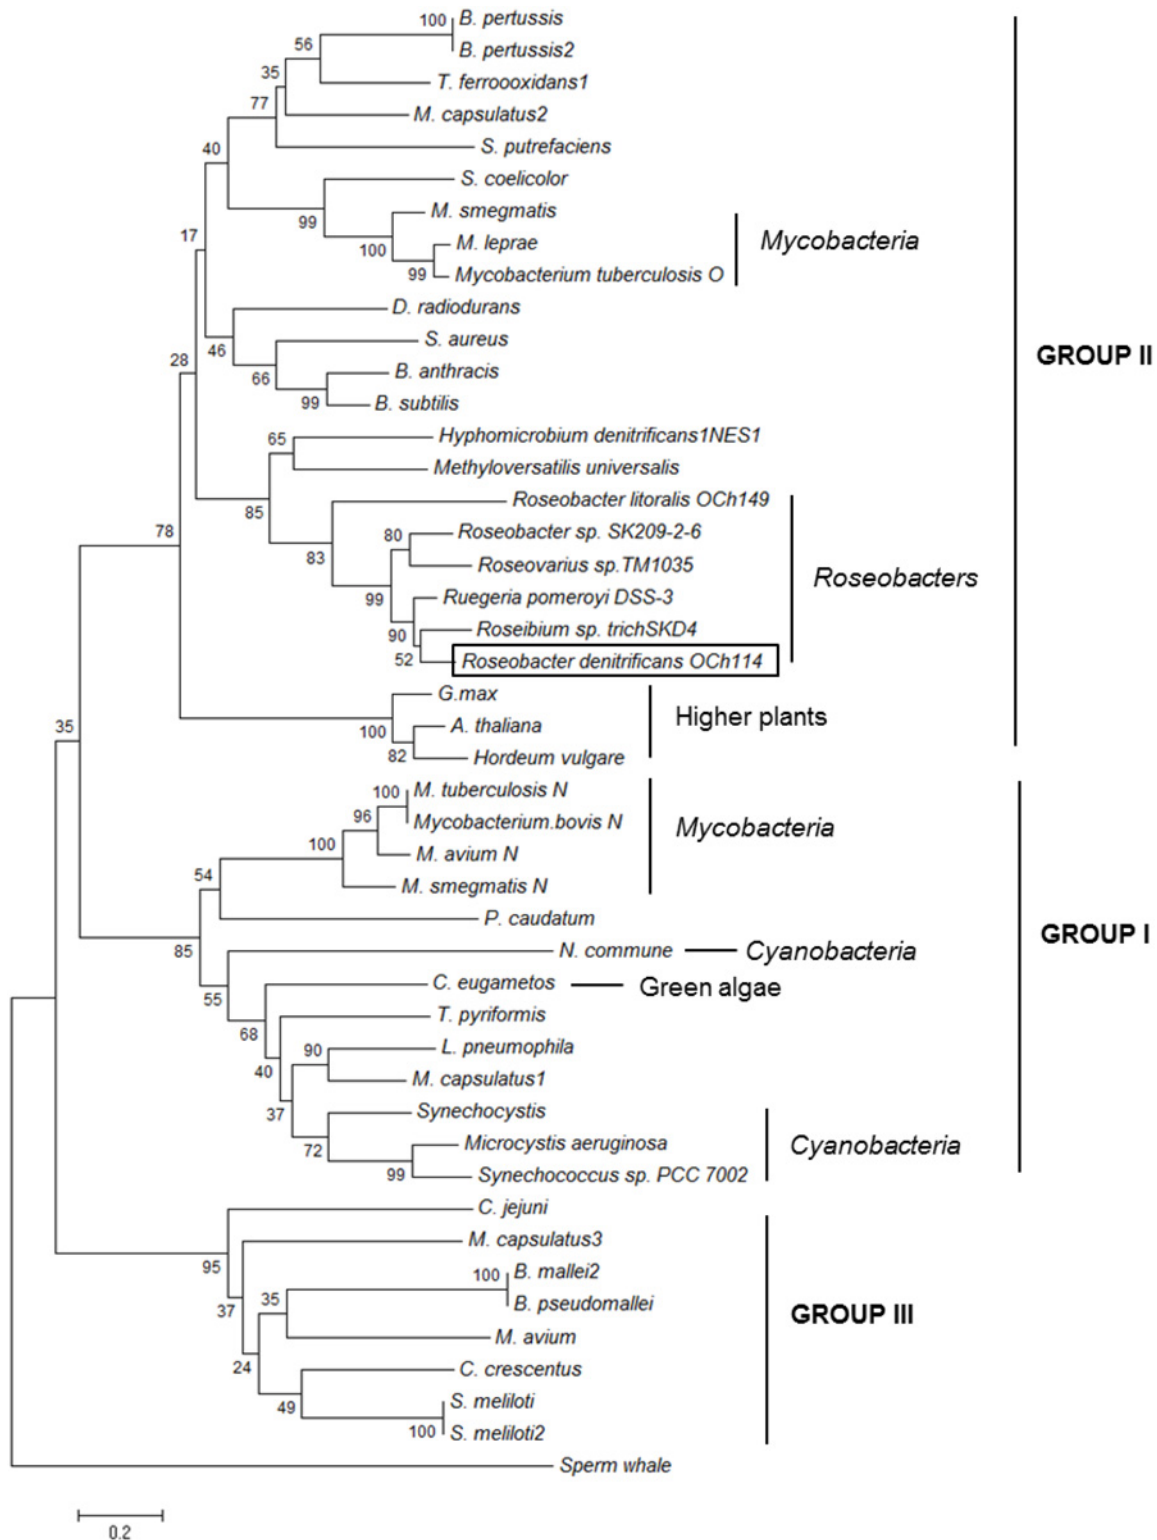 100 B. pertussis
56 B. pertussis2
35 T. ferroooxidans1
77 M. capsulatus2
40 S. putrefaciens
S. coelicolor
99 M. smegmatis
17 100 M. leprae Mycobacteria
99 Mycobacterium tuberculosis O
D. radiodurans
46 S. aureus
28 66 B. anthracis GROUP II
99 B. subtilis
65 Hyphomicrobium denitrificans1NES1
Methyloversatilis universalis
85 Roseobacter litoralis OCh149
78 83 80 Roseobacter sp. SK209-2-6
Roseovarius sp.TM1035 Roseobacters
99 Ruegeria pomeroyi DSS-3
90 Roseibium sp. trichSKD4
52 Roseobacter denitrificans OCh114
G.max
35 100 A. thaliana Higher plants
82 Hordeum vulgare
100 M. tuberculosis N
96 Mycobacterium.bovis N Mycobacteria
100 M. avium N
54 M. smegmatis N
P. caudatum
85 N. commune Cyanobacteria GROUP I
55 C. eugametos Green algae
68 T. pyriformis
90 L. pneumophila
40 M. capsulatus1
37 Synechocystis
72 Microcystis aeruginosa Cyanobacteria
99 Synechococcus sp. PCC 7002
C. jejuni
95 M. capsulatus3
100 B. mallei2
37 35 B. pseudomallei GROUP III
M. avium
24 C. crescentus
49 S. meliloti
100 S. meliloti2
Sperm whale
0.2